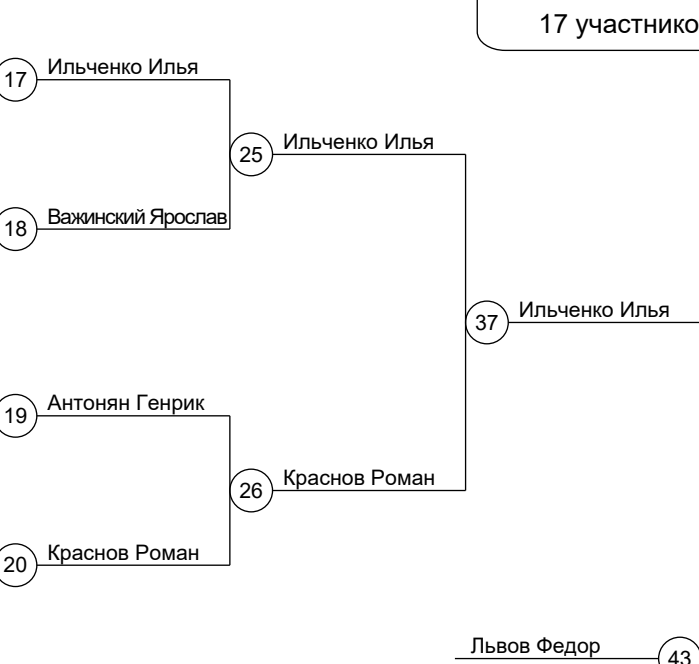 17 участнико
17 Ильченко Илья
25 Ильченко Илья
18 Важинский Ярослав
37 Ильченко Илья
19 Антонян Генрик
26 Краснов Роман
20 Краснов Роман
Львов Федор 43